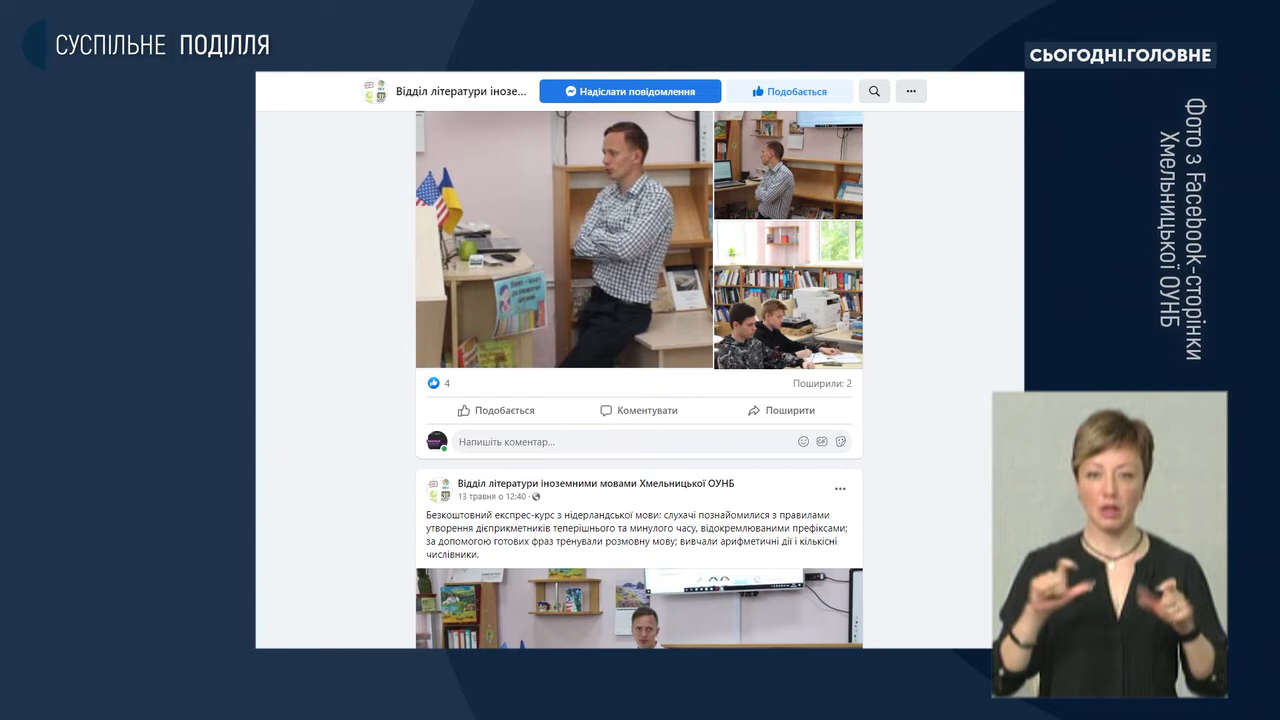 СУСПІЛЬНЕ ПОДІЛЛЯ
СЬОГОДНІ.ГОЛОВНЕ
Відділ літератури інозе...
Надіслати повідомлення
Подобається
Фото з Facebook-сторінки
Хмельницької ОУНБ
4
Поширили: 2
Подобається
Коментувати
Поширити
Напишіть коментар...
GIF
Відділ літератури іноземними мовами Хмельницької ОУНБ
13 травня о 12:40 ·
Безкоштовний експрес-курс з нідерландської мови: слухачі познайомилися з правилами
утворення дієприкметників теперішнього та минулого часу, відокремлюваними префіксами;
за допомогою готових фраз тренували розмовну мову; вивчали арифметичні дії і кількісні
числівники.